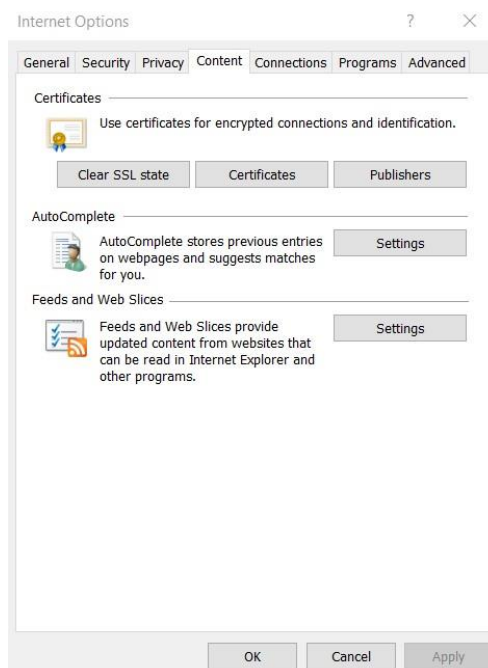 Internet Options ?
General Security Privacy Content Connections Programs Advanced
Certificates
Use certificates for encrypted connections and identification.
Clear SSL state Certificates Publishers
AutoComplete
AutoComplete stores previous entries
on webpages and suggests matches
for you.
Settings
Feeds and Web Slices
Feeds and Web Slices provide
updated content from websites that
can be read in Internet Explorer and
other programs.
Settings
OK Cancel Apply